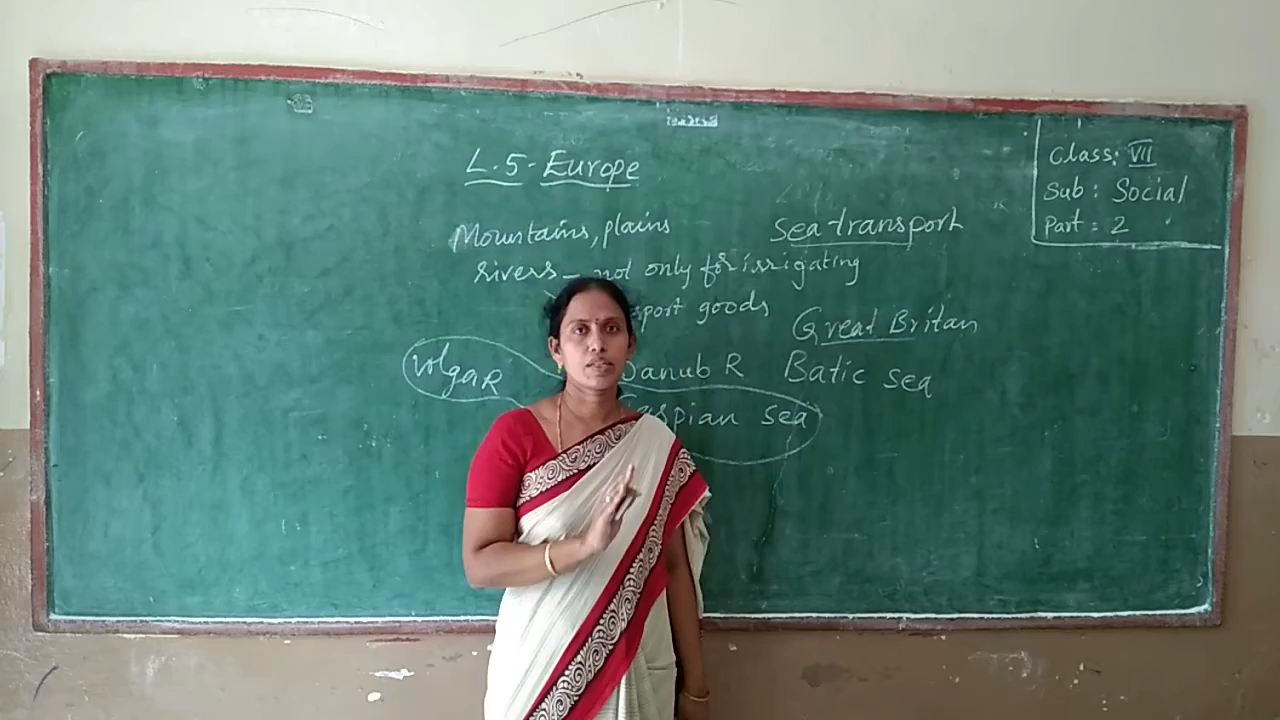 L.5. Europe
Class: VII
Sub: Social
Part: 2
Mountains, plains
Sea transport
rivers - not only for irrigating
sport goods
Great Britan
Volga R
Danub R
Batic sea
Caspian sea